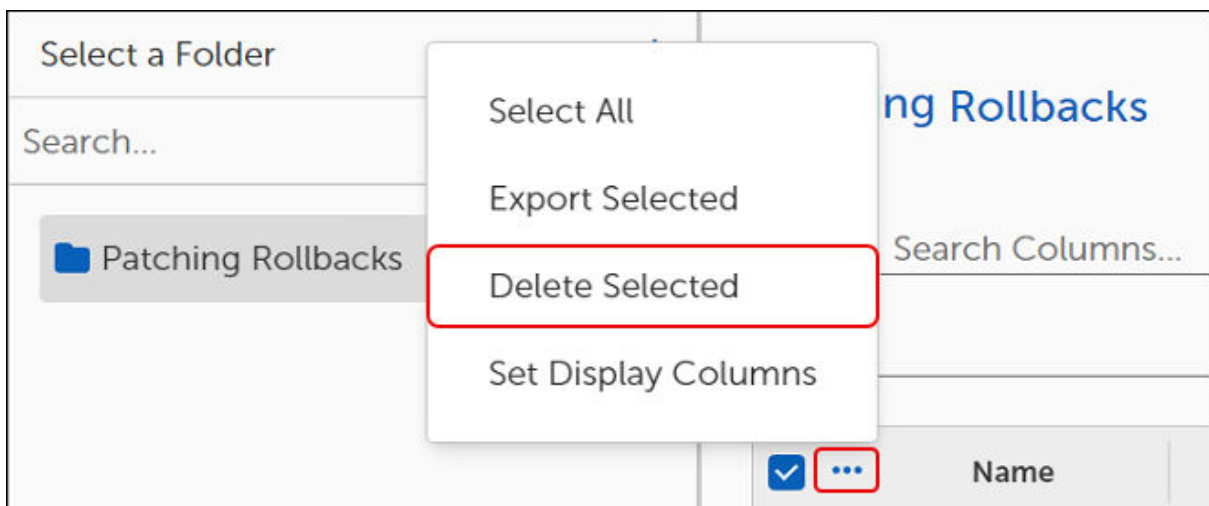 Select a Folder
Search...
Patching Rollbacks
Select All
Export Selected
Delete Selected
Set Display Columns
ng Rollbacks
Search Columns...
Name